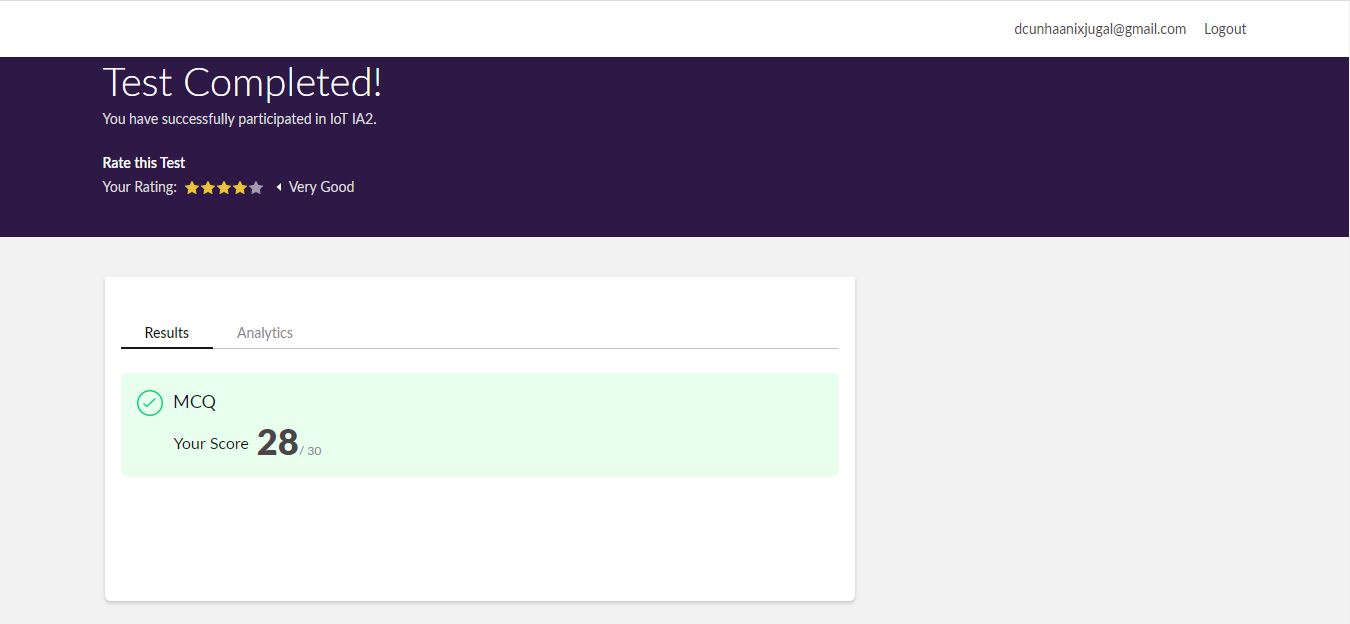 dcunhaanixjugal@gmail.com Logout
Test Completed!
You have successfully participated in IoT IA2.
Rate this Test
Your Rating: Very Good
Results Analytics
MCQ
Your Score 28 / 30